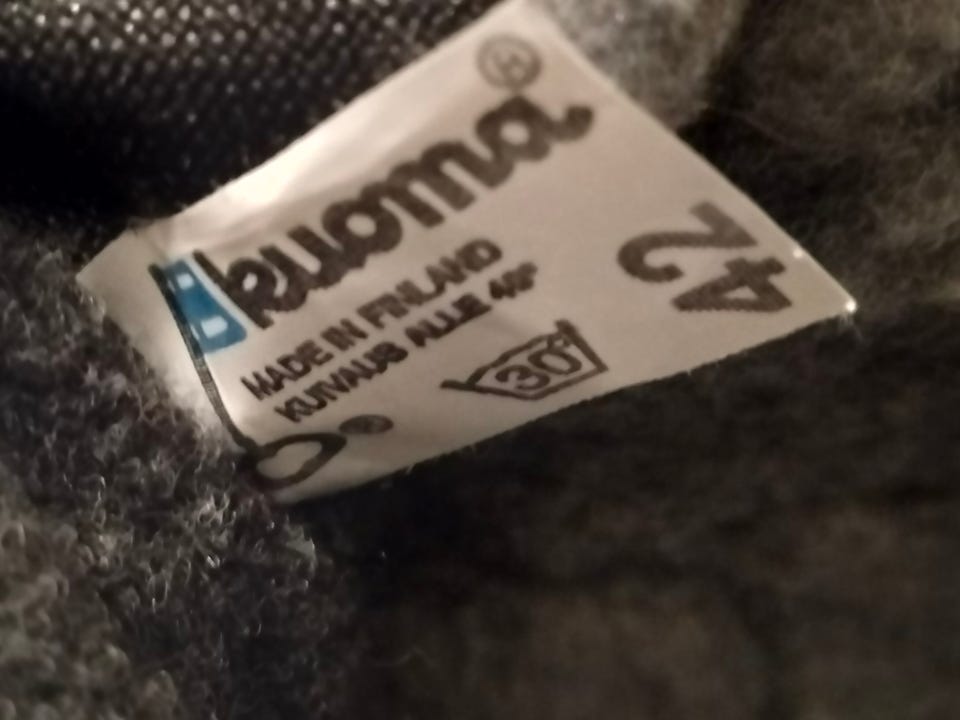 kuoma®
MADE IN FINLAND
KUIVAUS ALLE 40°
30°
42